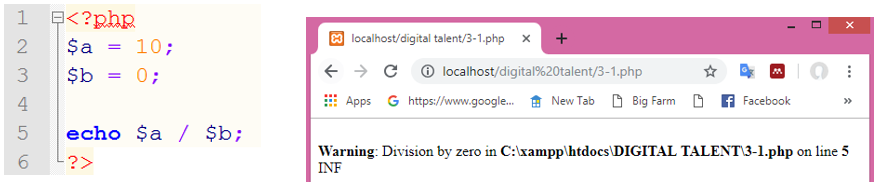 1 <?php
2 $a = 10;
3 $b = 0;
4
5 echo $a / $b;
6 ?>
localhost/digital talent/3-1.php
localhost/digital%20talent/3-1.php
Apps https://www.google... New Tab Big Farm Facebook »
Warning: Division by zero in C:\xampp\htdocs\DIGITAL TALENT\3-1.php on line 5
INF